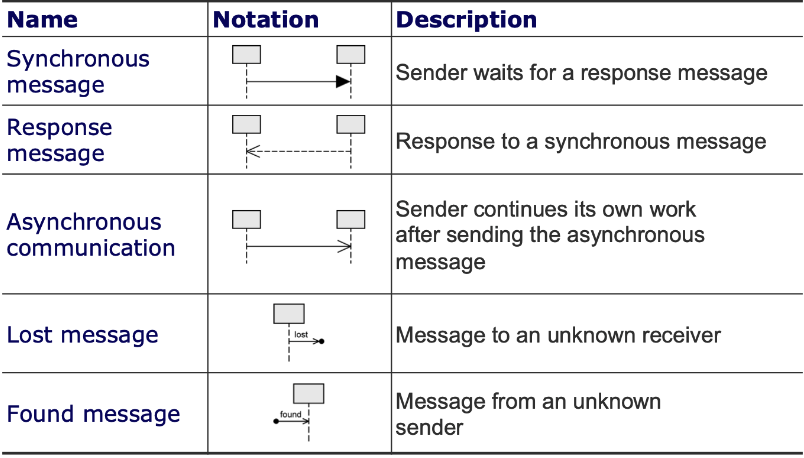 Name Notation Description
Synchronous
message
Sender waits for a response message
Response
message
Response to a synchronous message
Asynchronous
communication
Sender continues its own work
after sending the asynchronous
message
Lost message
lost
Message to an unknown receiver
Found message
found
Message from an unknown
sender